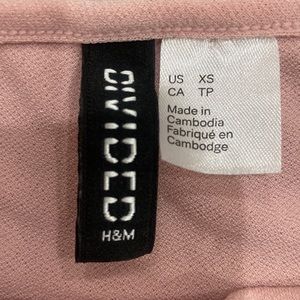 DIVIDED
H&M
US XS
CA TP
Made in
Cambodia
Fabriqué en
Cambodge